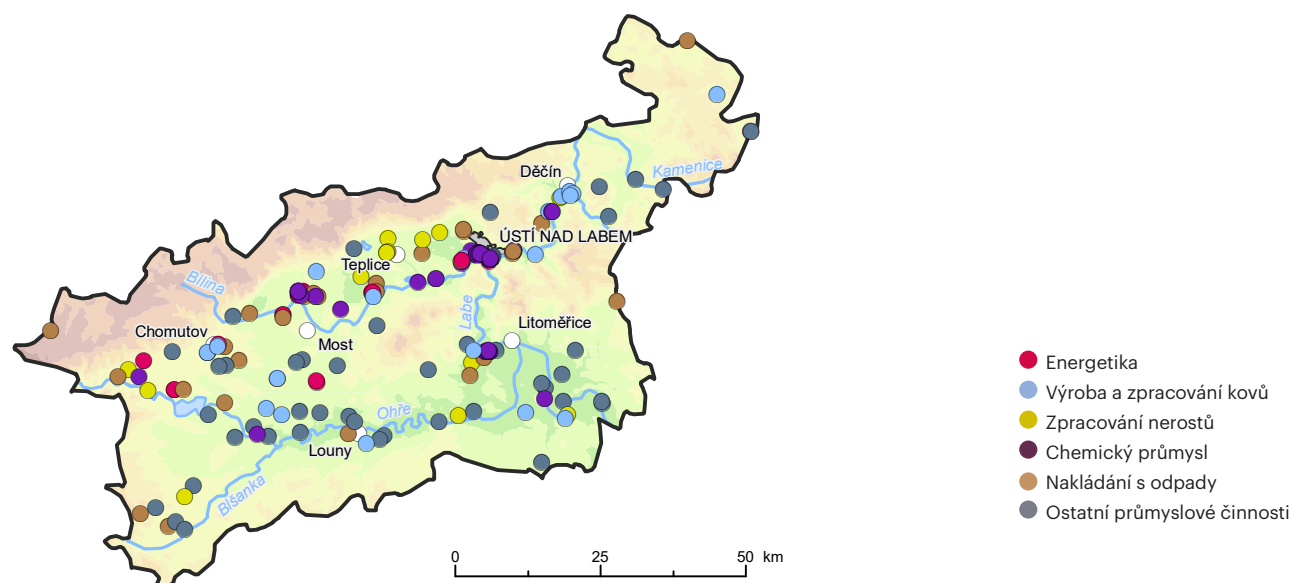 Děčín
Kamenice
ÚSTÍ NAD LABEM
Teplice
Bílina
Labe
Litoměřice
Chomutov
Most
Energetika
Výroba a zpracování kovů
Zpracování nerostů
Chemický průmysl
Nakládání s odpady
Ostatní průmyslové činnosti
Ohře
Louny
Blšanka
0 25 50 km